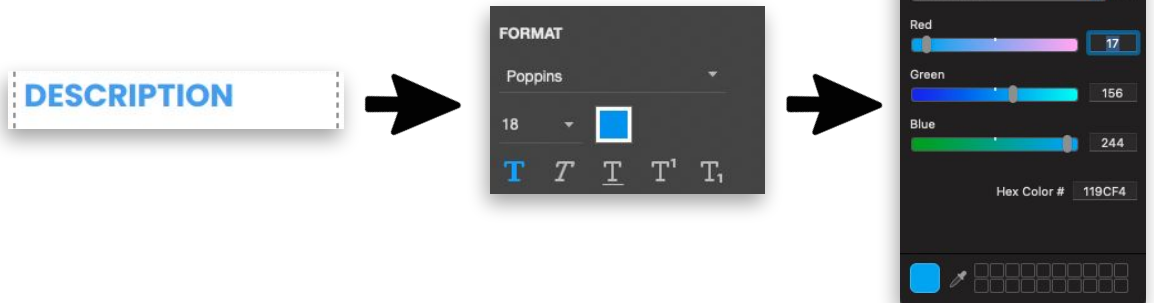 DESCRIPTION
FORMAT
Poppins
18
T T T T¹ T₁
Red
17
Green
156
Blue
244
Hex Color # 119CF4